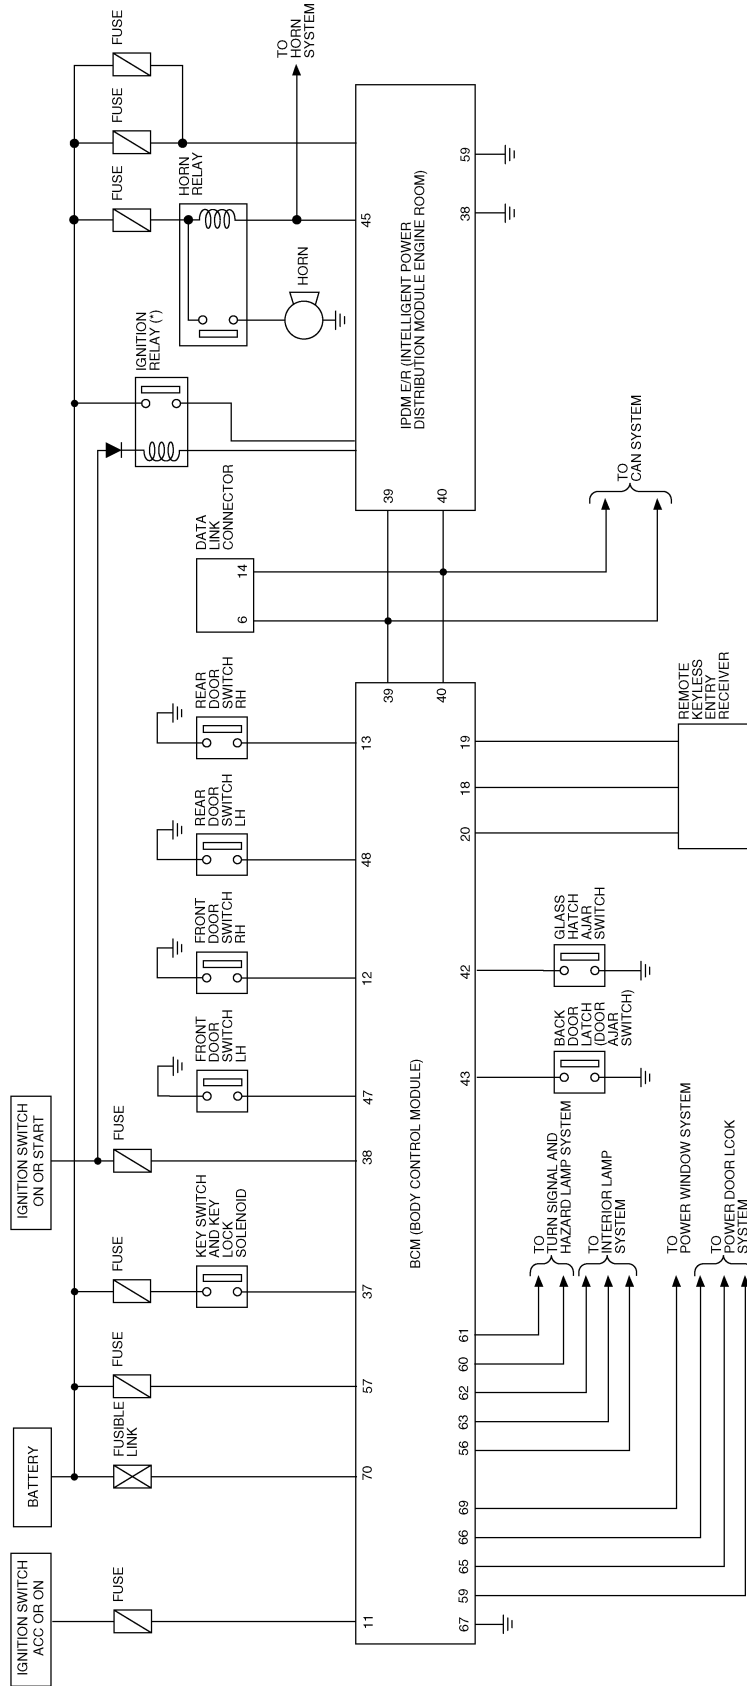 IGNITION SWITCH
ACC OR ON
BATTERY
IGNITION SWITCH
ON OR START
FUSE
FUSIBLE
LINK
FUSE
FUSE
FUSE
KEY SWITCH
AND KEY
LOCK
SOLENOID
FRONT
DOOR
SWITCH
LH
FRONT
DOOR
SWITCH
RH
REAR
DOOR
SWITCH
LH
REAR
DOOR
SWITCH
RH
DATA
LINK
CONNECTOR
6
14
IGNITION
RELAY (*)
FUSE
FUSE
FUSE
HORN
RELAY
HORN
TO
HORN
SYSTEM
11
70
57
37
38
47
12
48
13
45
BCM (BODY CONTROL MODULE)
39
40
39
40
IPDM E/R (INTELLIGENT POWER
DISTRIBUTION MODULE ENGINE ROOM)
67
59
65
66
69
56
63
62
60
61
43
42
20
18
19
38
59
TO
TURN SIGNAL AND
HAZARD LAMP SYSTEM
TO
INTERIOR LAMP
SYSTEM
TO
POWER WINDOW SYSTEM
TO
POWER DOOR LCOK
SYSTEM
BACK
DOOR
LATCH
(DOOR
AJAR
SWITCH)
GLASS
HATCH
AJAR
SWITCH
REMOTE
KEYLESS
ENTRY
RECEIVER
TO
CAN SYSTEM